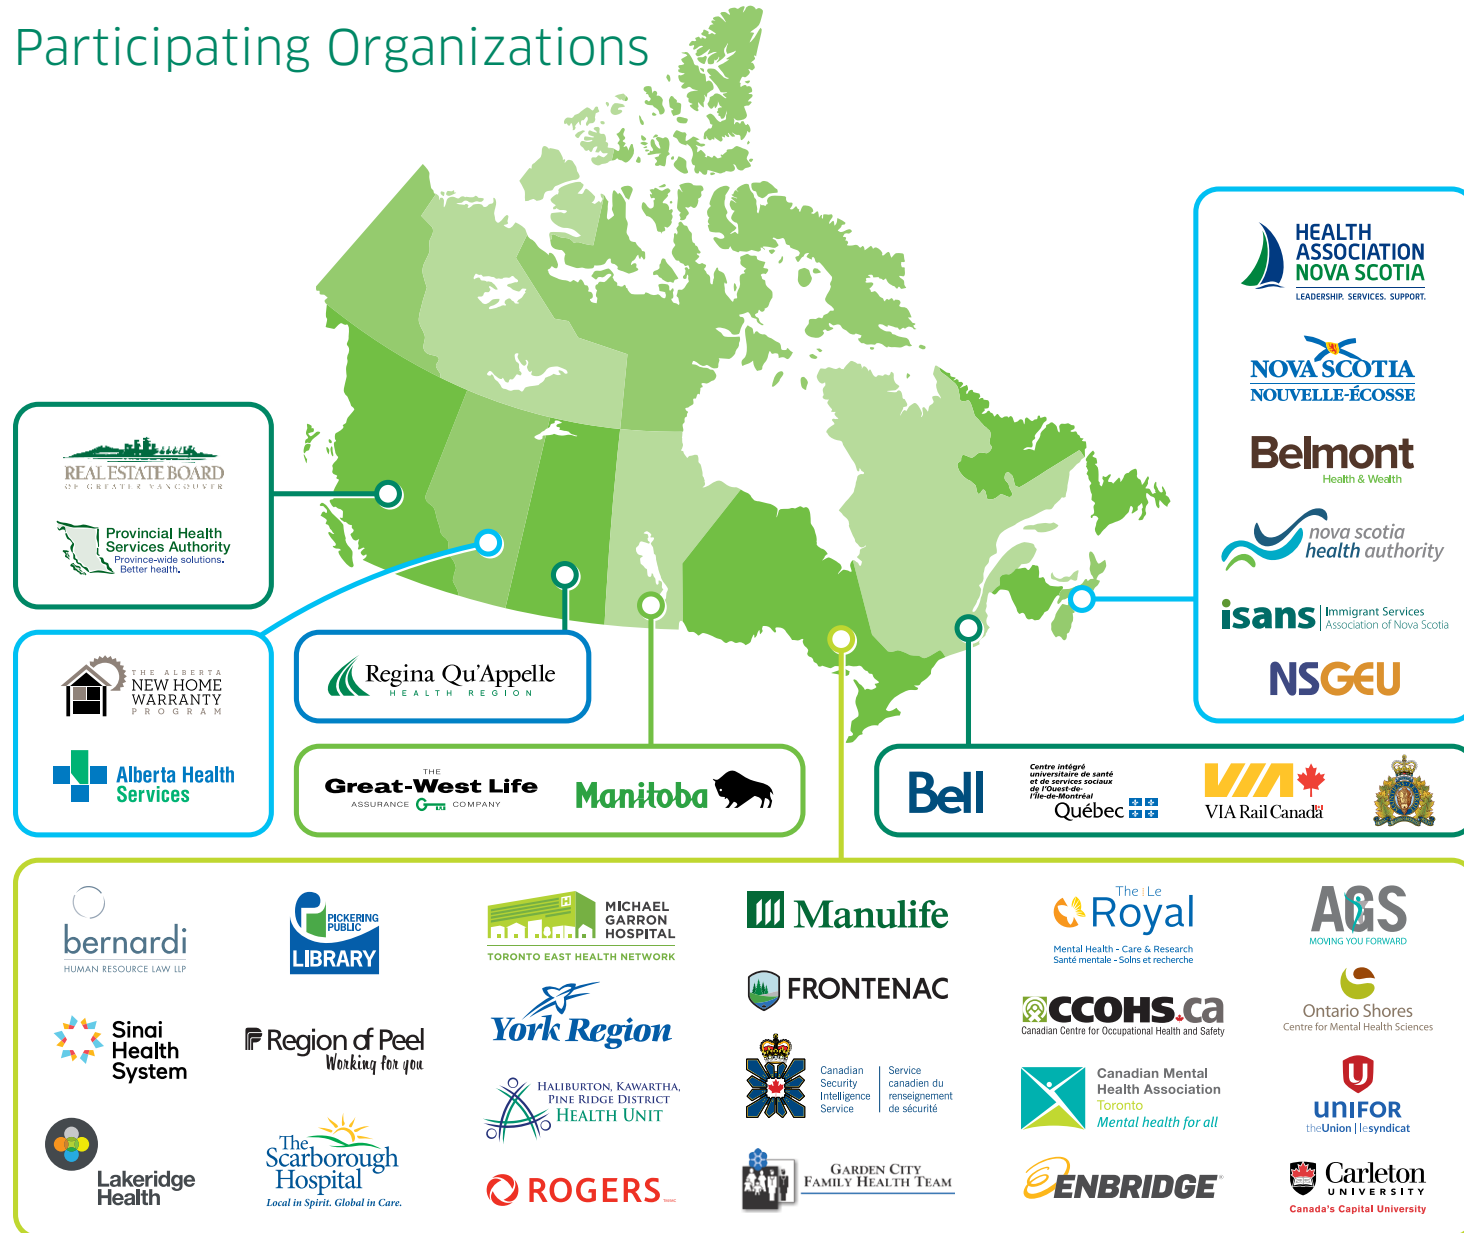 Participating Organizations
HEALTH
ASSOCIATION
NOVA SCOTIA
LEADERSHIP. SERVICES. SUPPORT.
NOVA SCOTIA
NOUVELLE-ÉCOSSE
Belmont
Health & Wealth
nova scotia
health authority
isans
Immigrant Services
Association of Nova Scotia
NSGEU
REAL ESTATE BOARD
OF GREATER VANCOUVER
Provincial Health
Services Authority
Province-wide solutions.
Better health.
THE ALBERTA
NEW HOME
WARRANTY
PROGRAM
Alberta Health
Services
Regina Qu'Appelle
HEALTH REGION
THE
Great-West Life
ASSURANCE COMPANY
Manitoba
Bell
Centre intégré
universitaire de santé
et de services sociaux
de l'Ouest-de-
l'Île-de-Montréal
Québec
VIA
VIA Rail Canada
bernardi
HUMAN RESOURCE LAW LLP
PICKERING
PUBLIC
LIBRARY
H
MICHAEL
GARRON
HOSPITAL
TORONTO EAST HEALTH NETWORK
Manulife
The Le
Royal
Mental Health - Care & Research
Santé mentale - Soins et recherche
A&S
MOVING YOU FORWARD
Sinai
Health
System
Region of Peel
Working for you
York Region
FRONTENAC
CCOHS.ca
Canadian Centre for Occupational Health and Safety
Ontario Shores
Centre for Mental Health Sciences
HALIBURTON, KAWARTHA,
PINE RIDGE DISTRICT
HEALTH UNIT
Canadian
Security
Intelligence
Service
Service
canadien du
renseignement
de sécurité
Canadian Mental
Health Association
Toronto
Mental health for all
U
UNIFOR
theUnion | lesyndicat
Lakeridge
Health
The
Scarborough
Hospital
Local in Spirit. Global in Care.
ROGERS
GARDEN CITY
FAMILY HEALTH TEAM
ENBRIDGE
Carleton
UNIVERSITY
Canada's Capital University